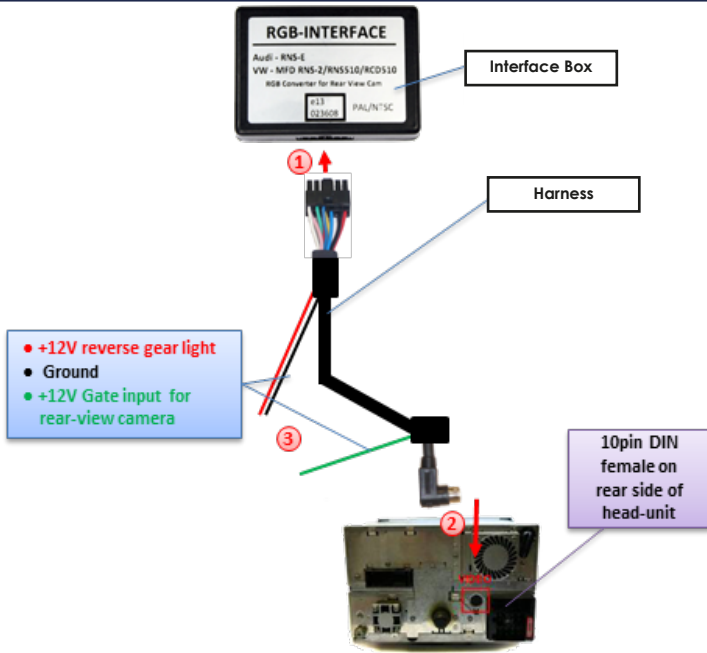 RGB-INTERFACE
Audi - RNS-E
VW - MFD RNS-2/RNS510/RCD510
RGB Converter for Rear View Cam
e13
023608
PAL/NTSC
Interface Box
1
Harness
● +12V reverse gear light
● Ground
● +12V Gate input for
rear-view camera
3
10pin DIN
female on
rear side of
head-unit
2
VIDEO